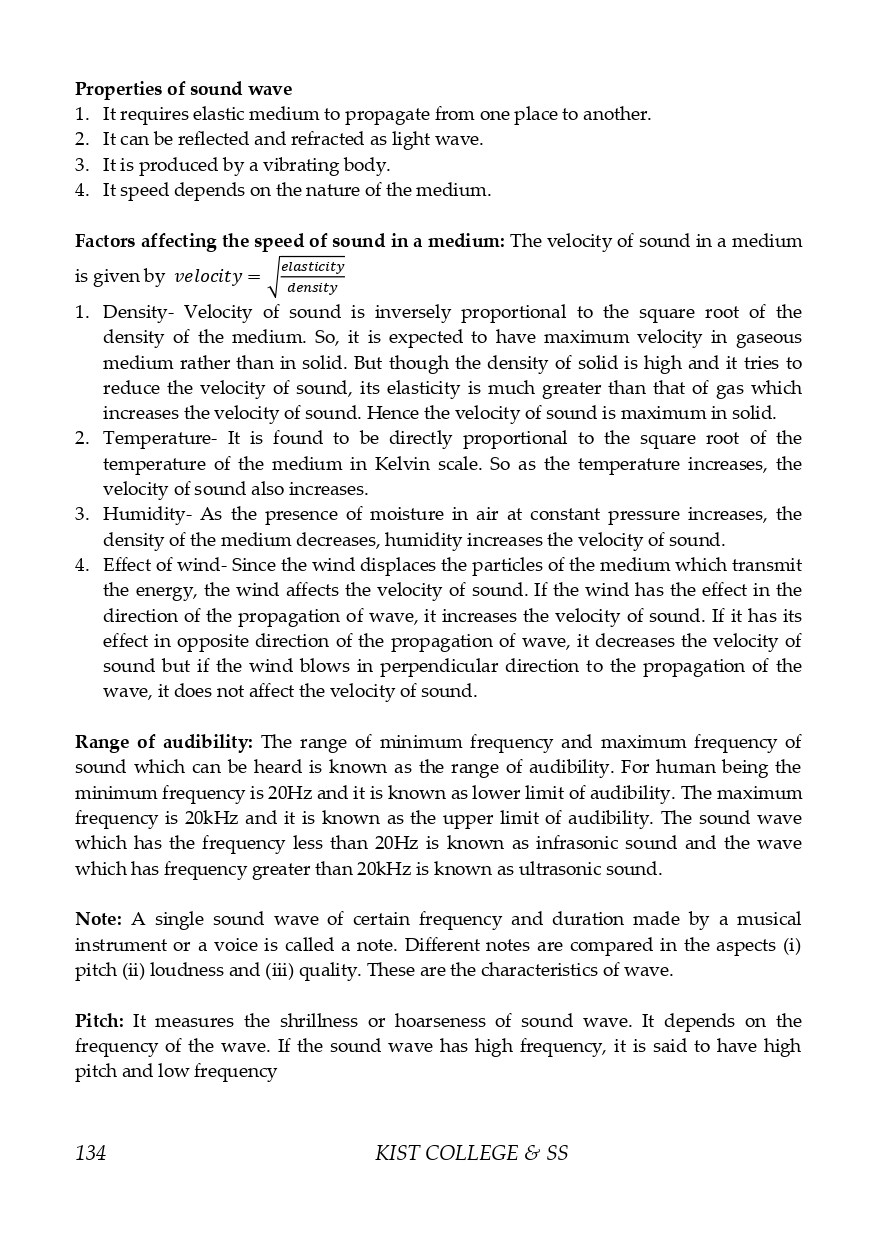 Properties of sound wave
1. It requires elastic medium to propagate from one place to another.
2. It can be reflected and refracted as light wave.
3. It is produced by a vibrating body.
4. It speed depends on the nature of the medium.
Factors affecting the speed of sound in a medium: The velocity of sound in a medium
is given by velocity = √(elasticity/density)
1. Density- Velocity of sound is inversely proportional to the square root of the
density of the medium. So, it is expected to have maximum velocity in gaseous
medium rather than in solid. But though the density of solid is high and it tries to
reduce the velocity of sound, its elasticity is much greater than that of gas which
increases the velocity of sound. Hence the velocity of sound is maximum in solid.
2. Temperature- It is found to be directly proportional to the square root of the
temperature of the medium in Kelvin scale. So as the temperature increases, the
velocity of sound also increases.
3. Humidity- As the presence of moisture in air at constant pressure increases, the
density of the medium decreases, humidity increases the velocity of sound.
4. Effect of wind- Since the wind displaces the particles of the medium which transmit
the energy, the wind affects the velocity of sound. If the wind has the effect in the
direction of the propagation of wave, it increases the velocity of sound. If it has its
effect in opposite direction of the propagation of wave, it decreases the velocity of
sound but if the wind blows in perpendicular direction to the propagation of the
wave, it does not affect the velocity of sound.
Range of audibility: The range of minimum frequency and maximum frequency of
sound which can be heard is known as the range of audibility. For human being the
minimum frequency is 20Hz and it is known as lower limit of audibility. The maximum
frequency is 20kHz and it is known as the upper limit of audibility. The sound wave
which has the frequency less than 20Hz is known as infrasonic sound and the wave
which has frequency greater than 20kHz is known as ultrasonic sound.
Note: A single sound wave of certain frequency and duration made by a musical
instrument or a voice is called a note. Different notes are compared in the aspects (i)
pitch (ii) loudness and (iii) quality. These are the characteristics of wave.
Pitch: It measures the shrillness or hoarseness of sound wave. It depends on the
frequency of the wave. If the sound wave has high frequency, it is said to have high
pitch and low frequency
134 KIST COLLEGE & SS